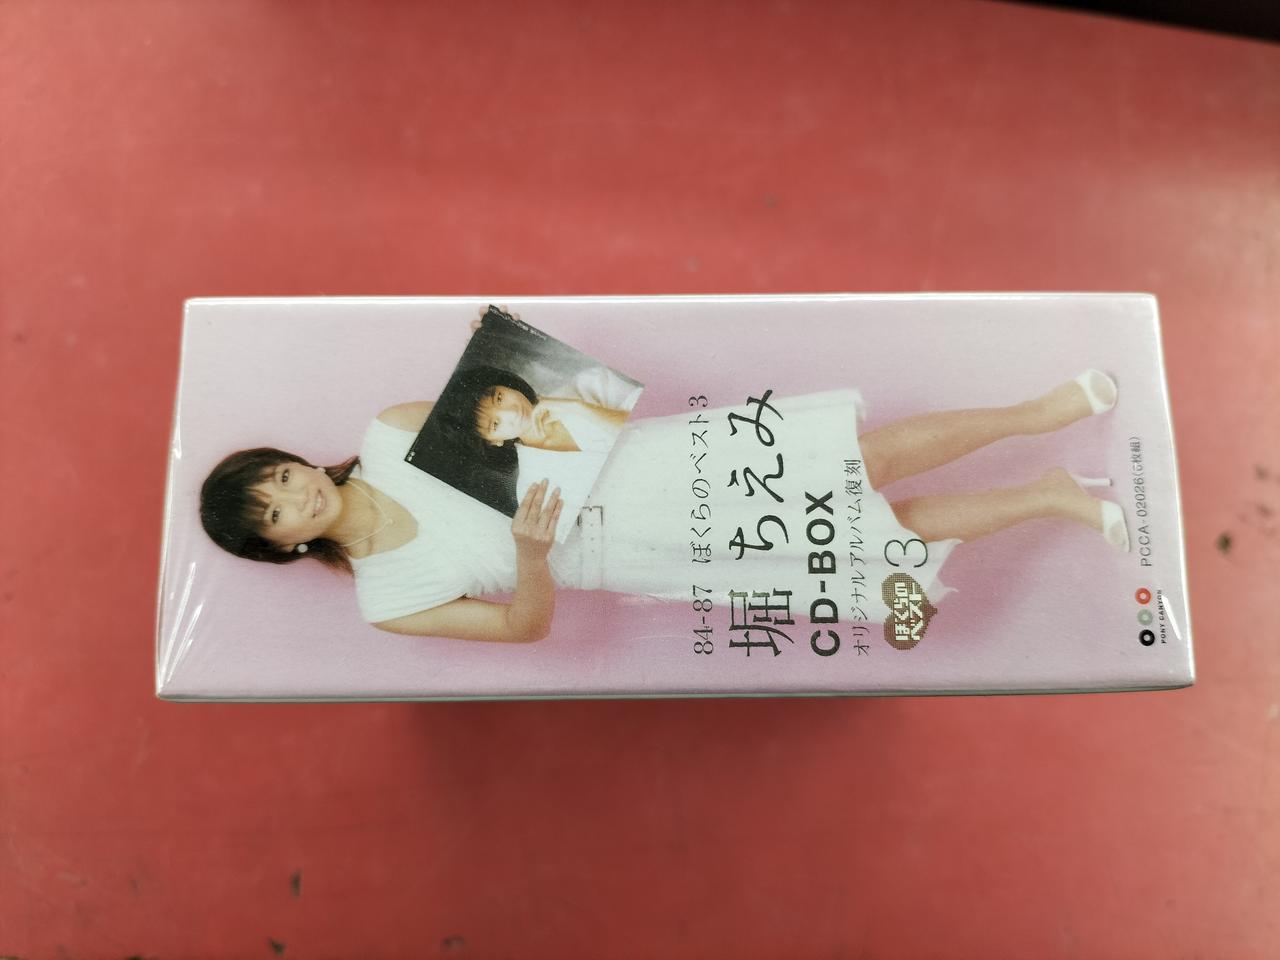 84-87 ぼくらのベスト3
堀ちえみ
CD-BOX
オリジナルアルバム復刻
ぼくらの
ベスト
3
PCCA-02026(5枚組)
PONY CANYON